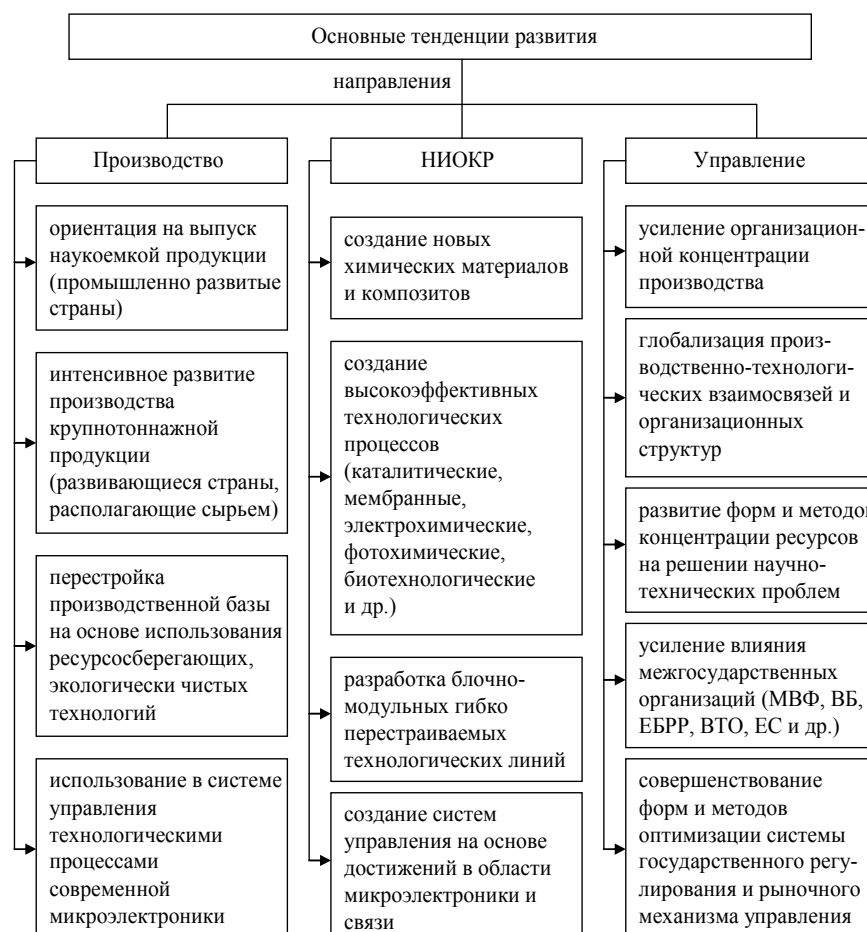 Основные тенденции развития
направления
Производство
ориентация на выпуск
наукоемкой продукции
(промышленно развитые
страны)
интенсивное развитие
производства
крупнотоннажной
продукции
(развивающиеся страны,
располагающие сырьем)
перестройка
производственной базы
на основе использования
ресурсосберегающих,
экологически чистых
технологий
использование в системе
управления
технологическими
процессами
современной
микроэлектроники
НИОКР
создание новых
химических материалов
и композитов
создание
высокоэффективных
технологических
процессов
(каталитические,
мембранные,
электрохимические,
фотохимические,
биотехнологические
и др.)
разработка блочно-
модульных гибко
перестраиваемых
технологических линий
создание систем
управления на основе
достижений в области
микроэлектроники и
связи
Управление
усиление организацион-
ной концентрации
производства
глобализация произ-
водственно-технологи-
ческих взаимосвязей и
организационных
структур
развитие форм и методов
концентрации ресурсов
на решении научно-
технических проблем
усиление влияния
межгосударственных
организаций (МВФ, ВБ,
ЕБРР, ВТО, ЕС и др.)
совершенствование
форм и методов
оптимизации системы
государственного регу-
лирования и рыночного
механизма управления